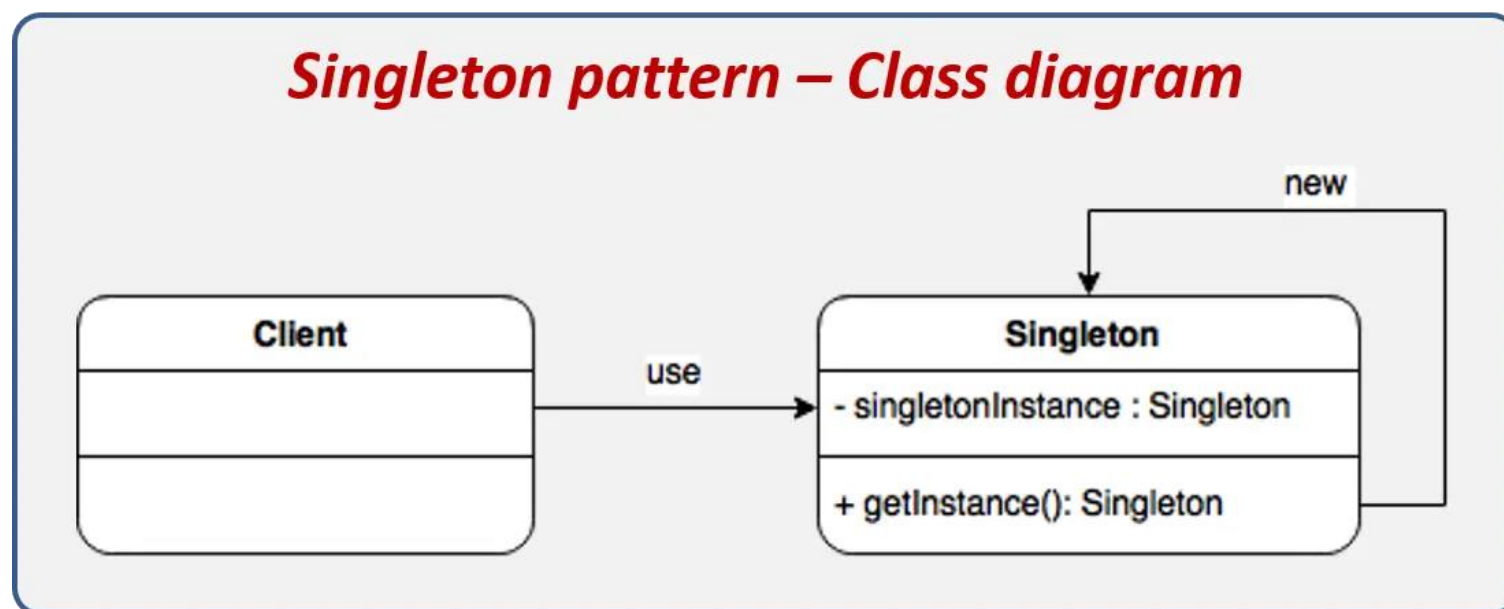 Singleton pattern – Class diagram
new
Client
use
Singleton
- singletonInstance : Singleton
+ getInstance(): Singleton